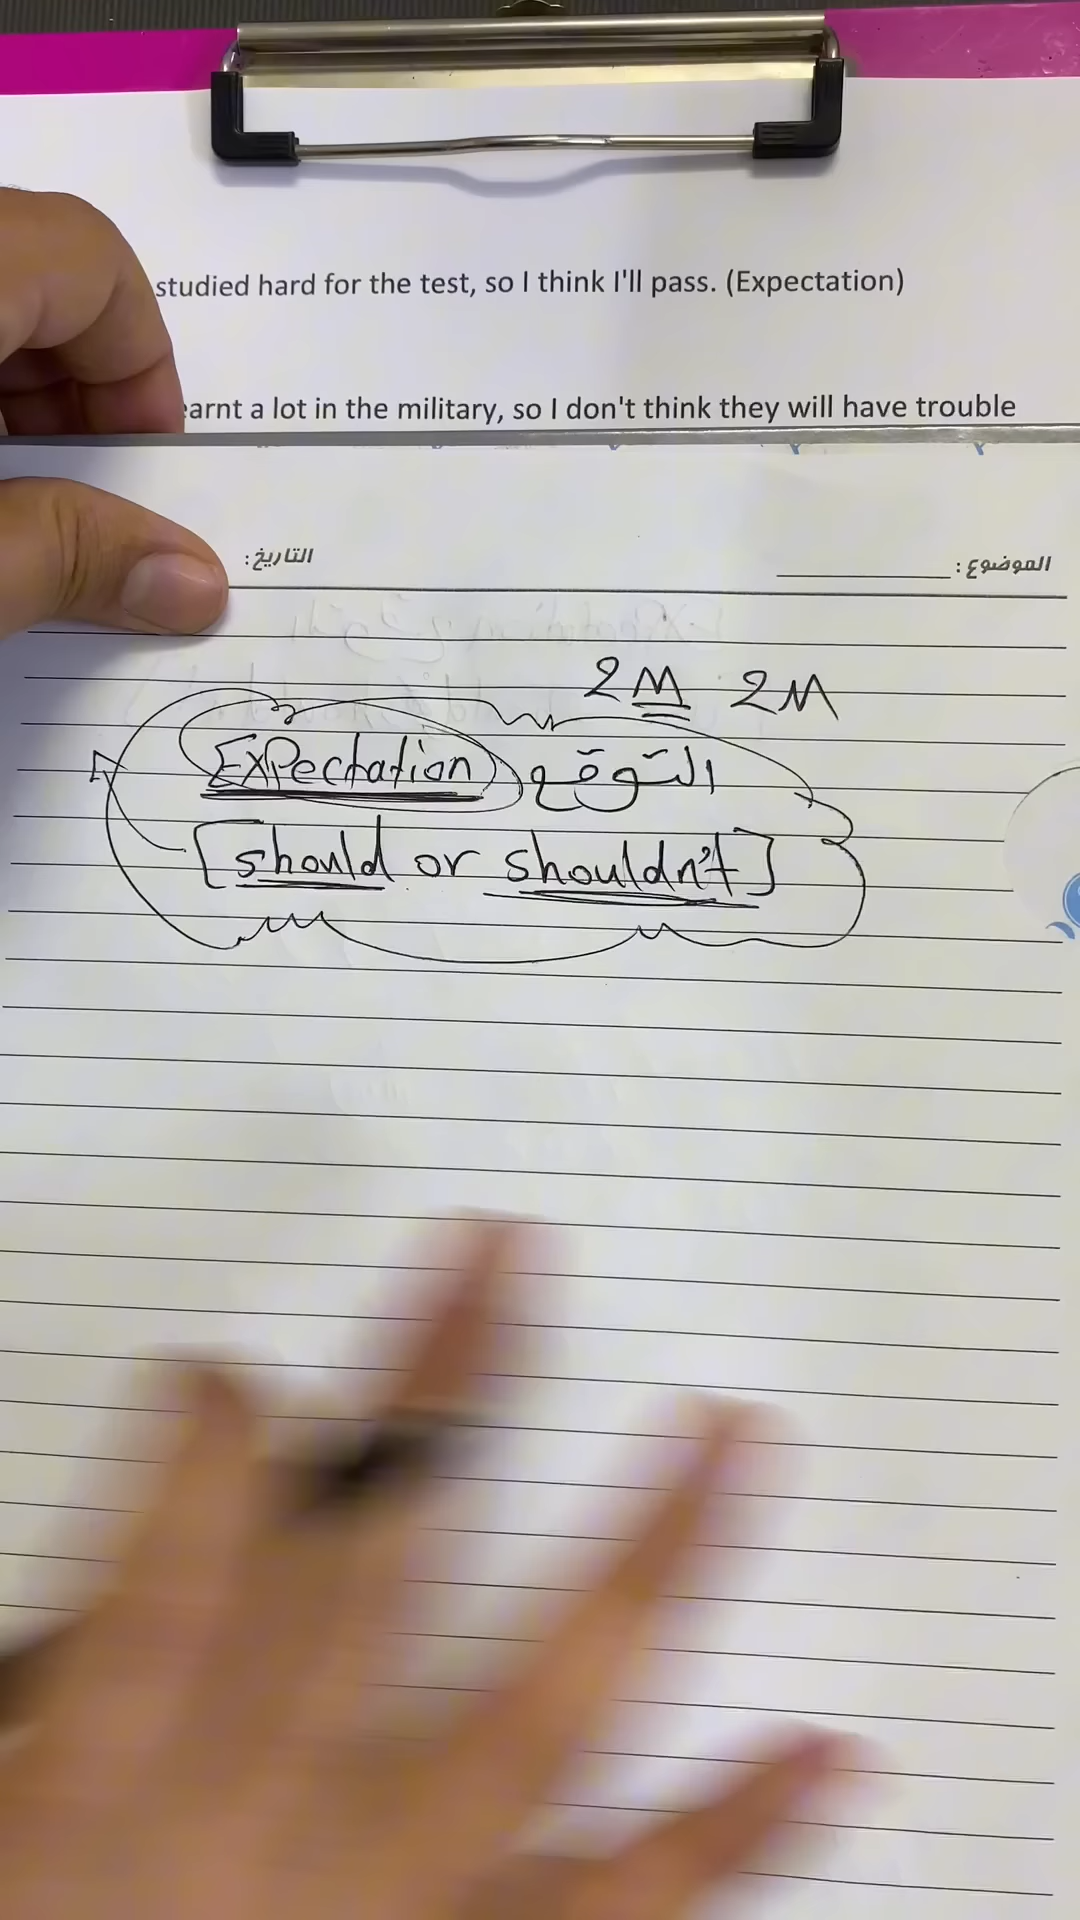 studied hard for the test, so I think I'll pass. (Expectation)
earnt a lot in the military, so I don't think they will have trouble
الموضوع: التاريخ:
2M 2M
Expectation التوقع
[should or shouldn't]